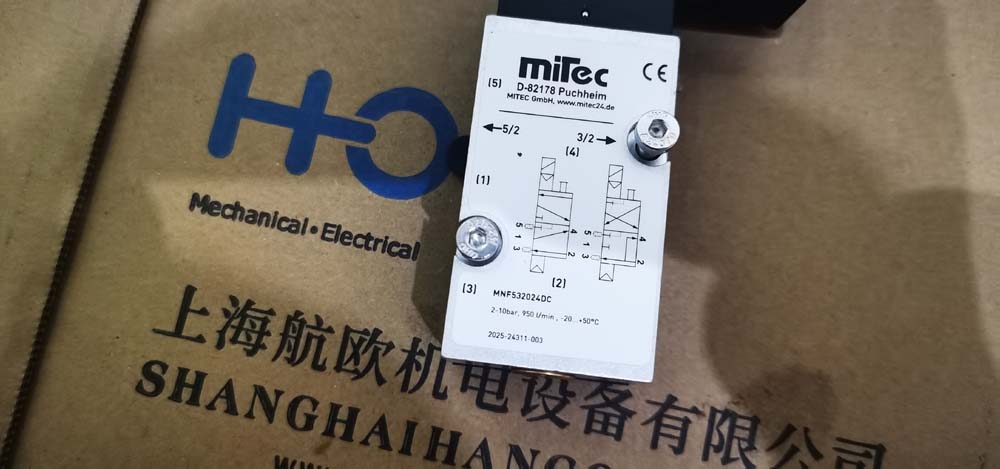 miTec
CE
(5)
D-82178 Puchheim
MITEC GmbH, www.mitec24.de
5/2
3/2
(4)
(1)
5 1 3
4 2
5 1 3
4 2
(2)
(3)
MNF532024DC
2-10bar, 950 l/min , -20...+50°C
2025-24311-003
HO
Mechanical•Electrical
上海航欧机电设备有限公司